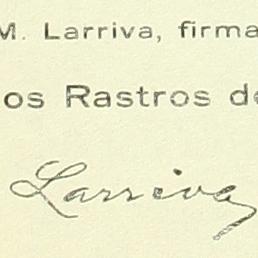 M. Larriva, firma
os Rastros de
Larriva